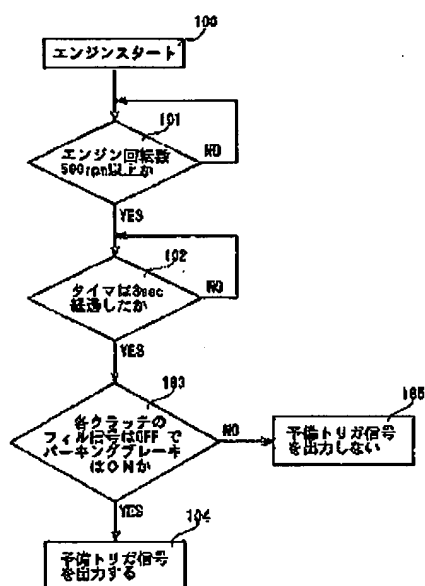 100
エンジンスタート
101
エンジン回転数
500rpm以上か
NO
YES
102
タイマは3sec
経過したか
NO
YES
103
各クラッチの
フィル信号はOFFで
パーキングブレーキ
はONか
NO
105
予備トリガ信号
を出力しない
YES
104
予備トリガ信号
を出力する